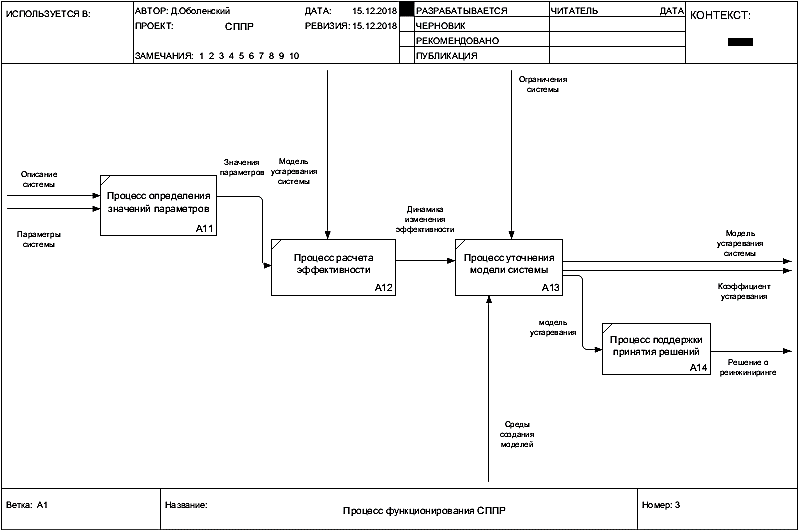 ИСПОЛЬЗУЕТСЯ В:
АВТОР: Д.Оболенский
ДАТА: 15.12.2018
ПРОЕКТ: СППР
РЕВИЗИЯ: 15.12.2018
ЗАМЕЧАНИЯ: 1 2 3 4 5 6 7 8 9 10
РАЗРАБАТЫВАЕТСЯ
ЧЕРНОВИК
РЕКОМЕНДОВАНО
ПУБЛИКАЦИЯ
ЧИТАТЕЛЬ
ДАТА
КОНТЕКСТ:
Ограничения
системы
Описание
системы
Параметры
системы
Процесс определения
значений параметров
A11
Значения
параметров
Модель
устаревания
системы
Процесс расчета
эффективности
A12
Динамика
изменения
эффективности
Процесс уточнения
модели системы
A13
Модель
устаревания
системы
Коэффициент
устаревания
модель
устаревания
Процесс поддержки
принятия решений
A14
Решение о
реинжиниринге
Среды
создания
моделей
Ветка: A1
Название:
Процесс функционирования СППР
Номер: 3